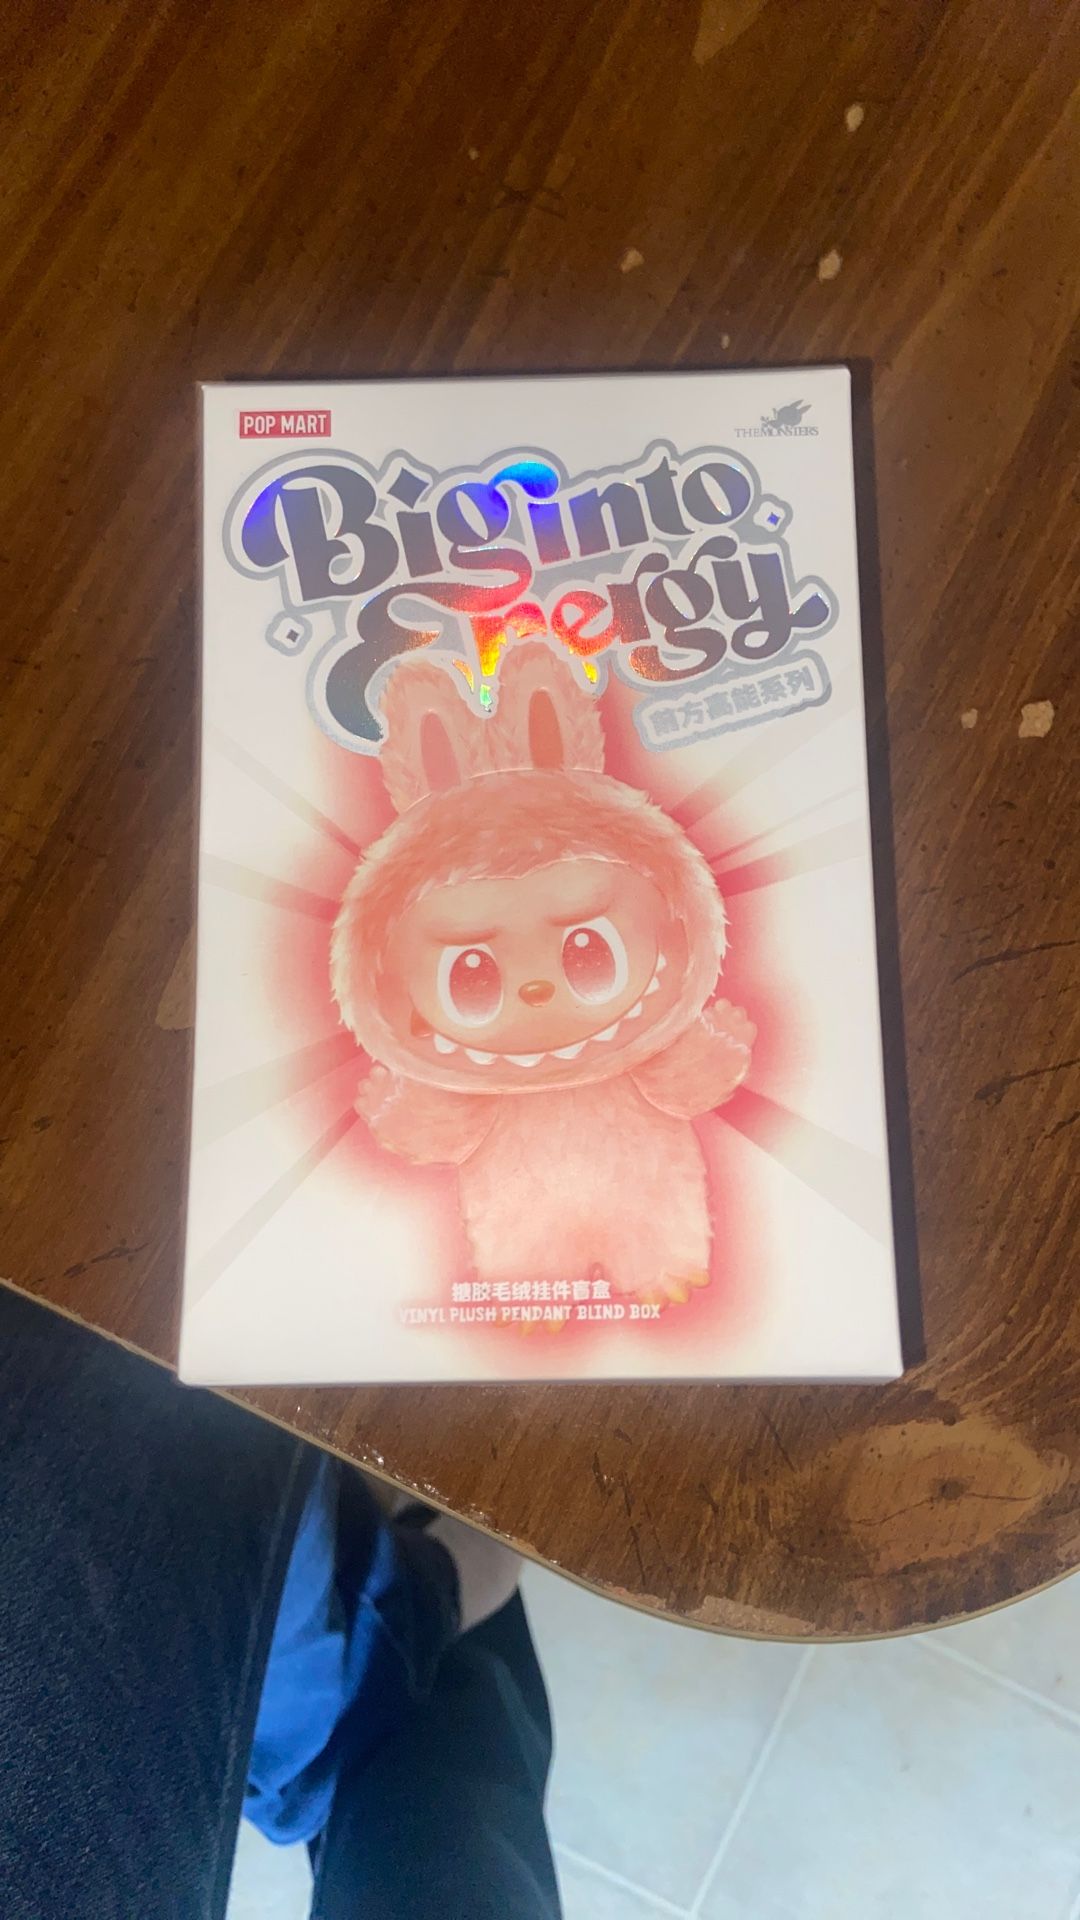 POP MART
THE MONSTERS
Big into
Energy
前方高能系列
搪胶毛绒挂件盲盒
VINYL PLUSH PENDANT BLIND BOX